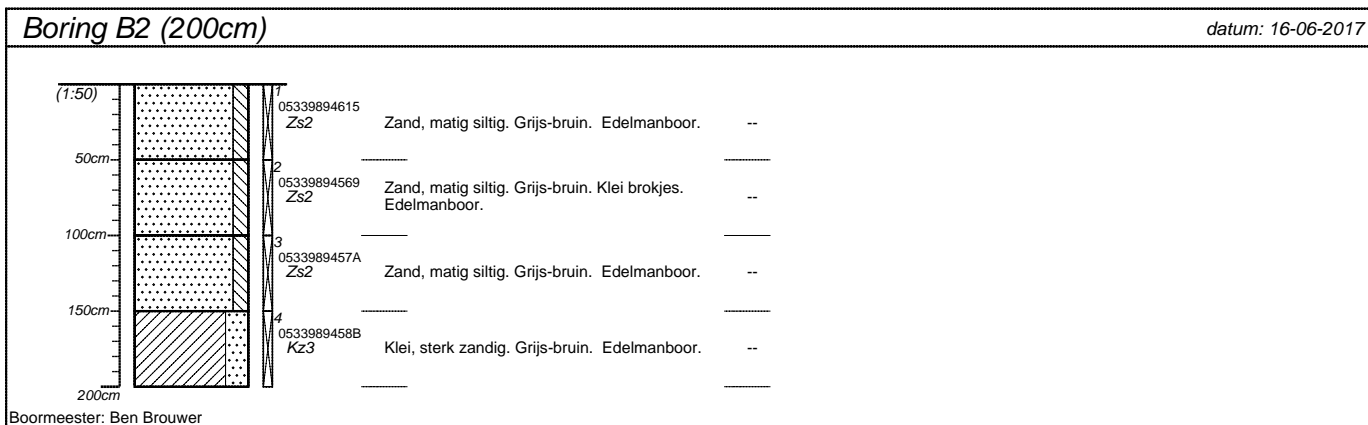 Boring B2 (200cm)
datum: 16-06-2017
(1:50)
1
05339894615
Zs2
Zand, matig siltig. Grijs-bruin. Edelmanboor.
--
50cm
2
05339894569
Zs2
Zand, matig siltig. Grijs-bruin. Klei brokjes.
Edelmanboor.
--
100cm
3
0533989457A
Zs2
Zand, matig siltig. Grijs-bruin. Edelmanboor.
--
150cm
4
0533989458B
Kz3
Klei, sterk zandig. Grijs-bruin. Edelmanboor.
--
200cm
Boormeester: Ben Brouwer